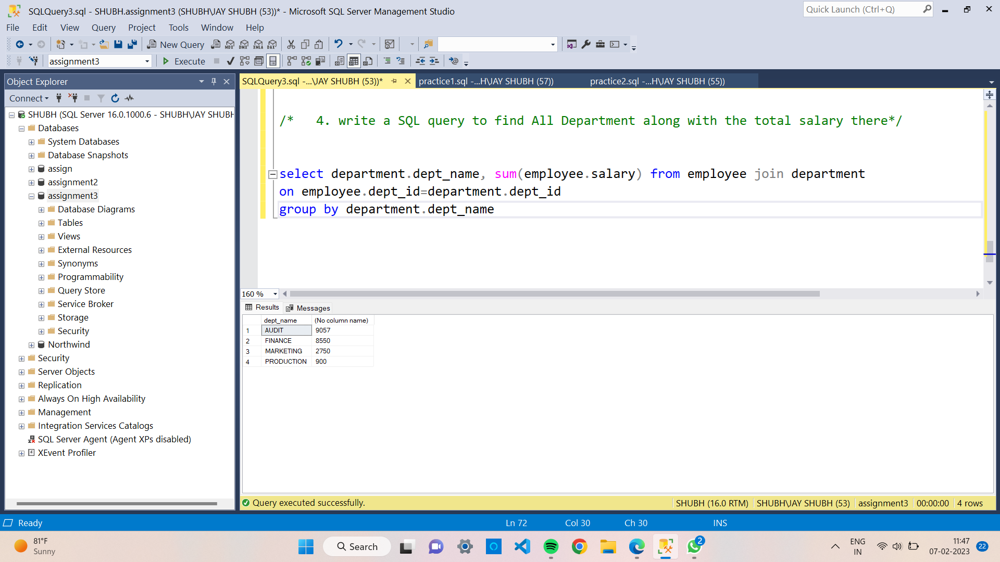 SQLQuery3.sql - SHUBH.assignment3 (SHUBH\JAY SHUBH (53))* - Microsoft SQL Server Management Studio
Quick Launch (Ctrl+Q)
File Edit View Query Project Tools Window Help
New Query MDX DMX XMLA DAX
assignment3 Execute
Object Explorer
Connect
SHUBH (SQL Server 16.0.1000.6 - SHUBH\JAY SHUBH
Databases
System Databases
Database Snapshots
assign
assignment2
assignment3
Database Diagrams
Tables
Views
External Resources
Synonyms
Programmability
Query Store
Service Broker
Storage
Security
Northwind
Security
Server Objects
Replication
Always On High Availability
Management
Integration Services Catalogs
SQL Server Agent (Agent XPs disabled)
XEvent Profiler
SQLQuery3.sql -...\JAY SHUBH (53))* practice1.sql -...H\JAY SHUBH (57)) practice2.sql -...H\JAY SHUBH (55))
/* 4. write a SQL query to find All Department along with the total salary there*/
select department.dept_name, sum(employee.salary) from employee join department
on employee.dept_id=department.dept_id
group by department.dept_name
160 %
Results Messages
dept_name (No column name)
1 AUDIT 9057
2 FINANCE 8550
3 MARKETING 2750
4 PRODUCTION 900
Query executed successfully. SHUBH (16.0 RTM) SHUBH\JAY SHUBH (53) assignment3 00:00:00 4 rows
Ready Ln 72 Col 30 Ch 30 INS
81°F
Sunny
Search
2
ENG
IN
11:47
07-02-2023
22